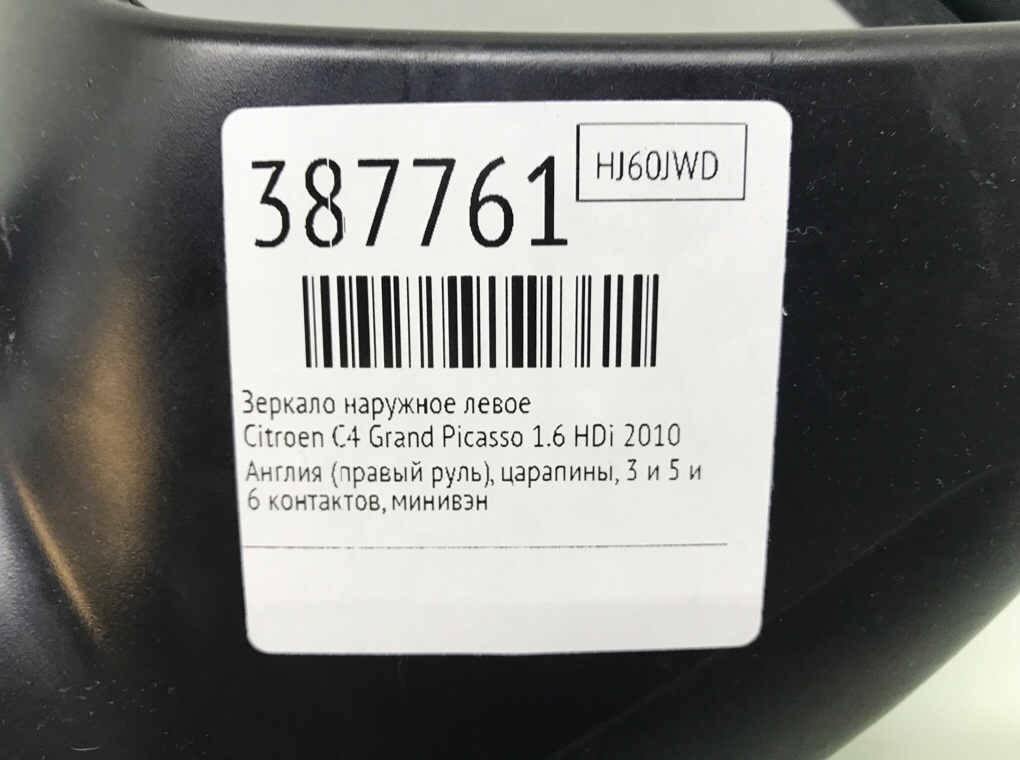 387761
HJ60JWD
Зеркало наружное левое
Citroen C4 Grand Picasso 1.6 HDi 2010
Англия (правый руль), царапины, 3 и 5 и
6 контактов, минивэн